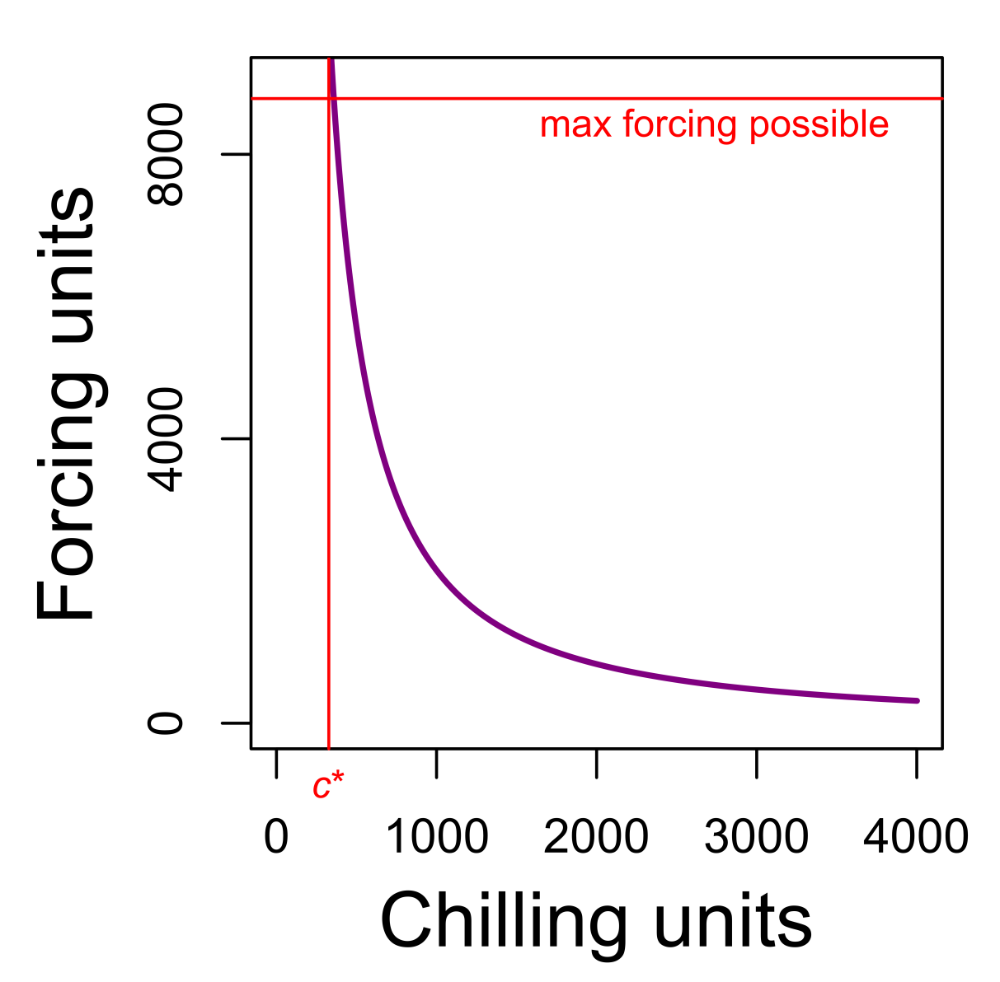 max forcing possible
8000
4000
0
Forcing units
c*
0 1000 2000 3000 4000
Chilling units